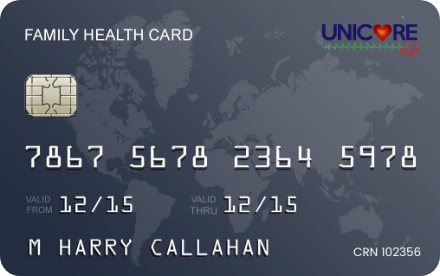 FAMILY HEALTH CARD
UNICORE
life
7867 5678 2364 5978
VALID FROM 12/15 VALID THRU 12/15
M HARRY CALLAHAN
CRN 102356